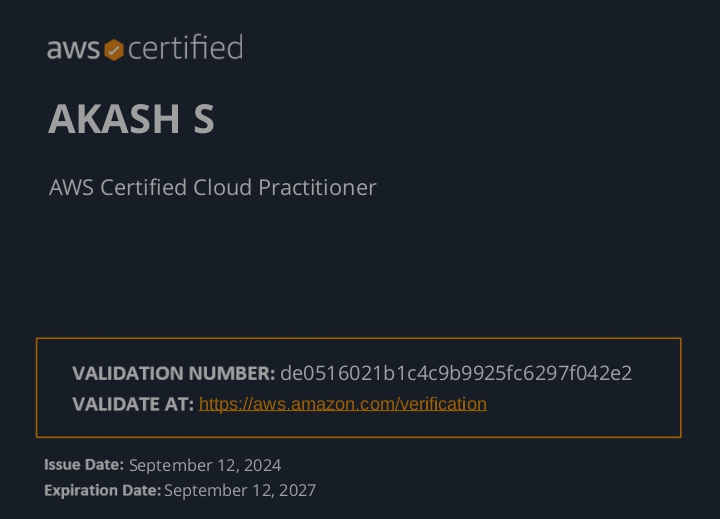 aws certified
AKASH S
AWS Certified Cloud Practitioner
VALIDATION NUMBER: de0516021b1c4c9b9925fc6297f042e2
VALIDATE AT: https://aws.amazon.com/verification
Issue Date: September 12, 2024
Expiration Date: September 12, 2027